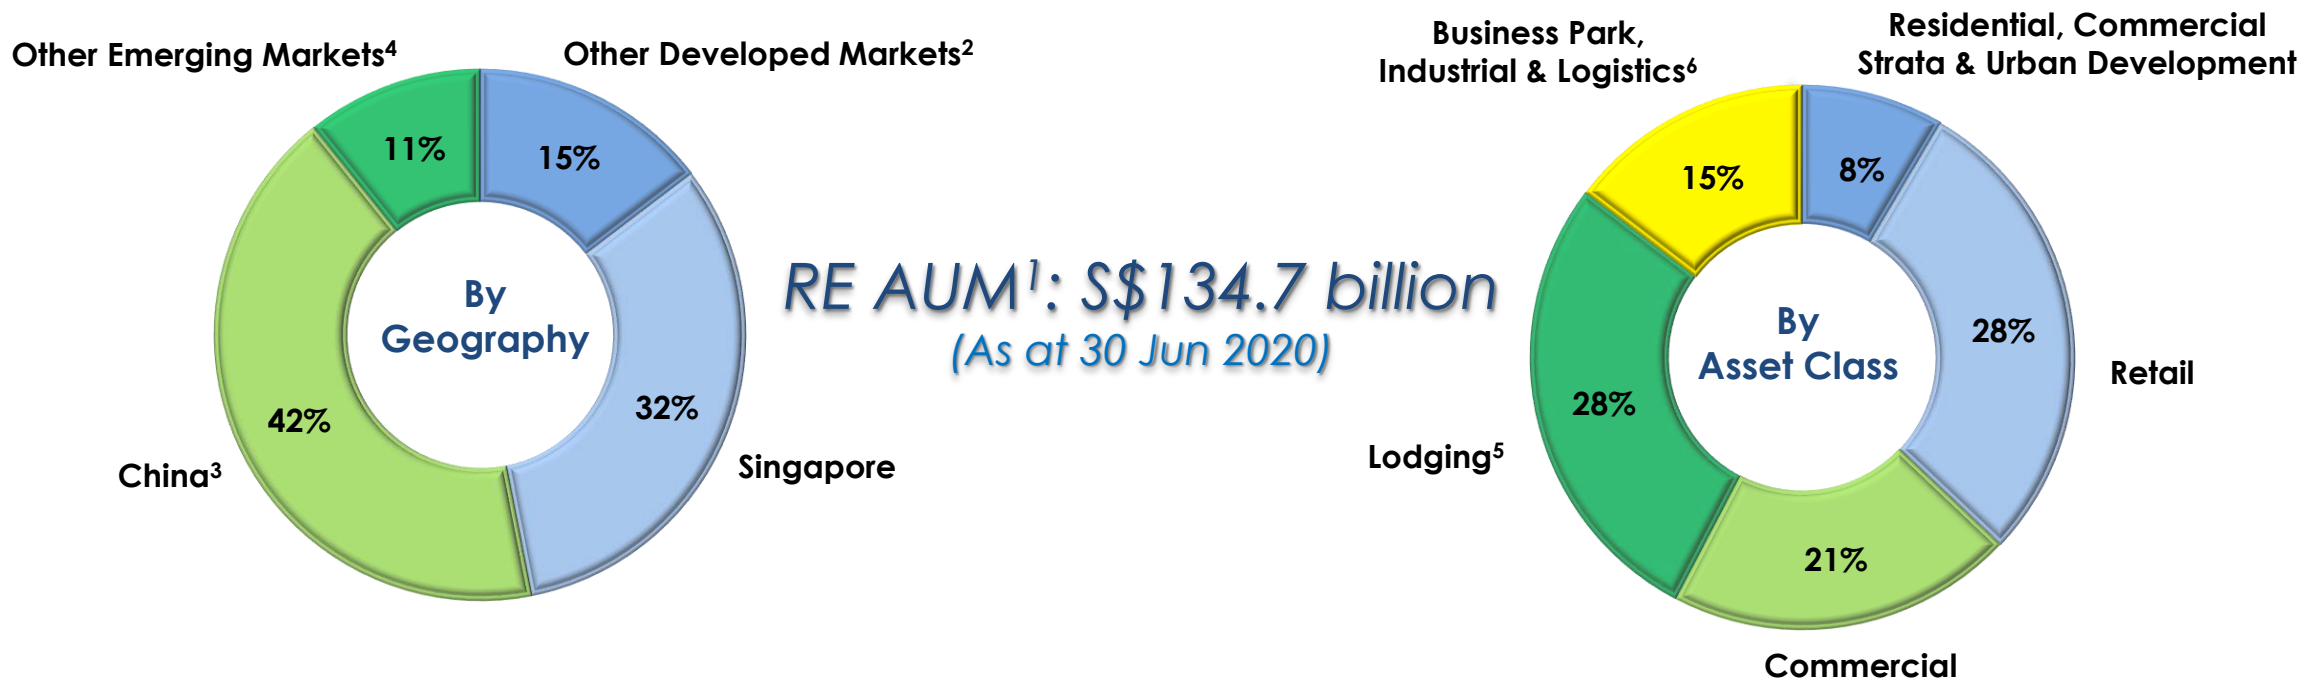 Other Emerging Markets4
Other Developed Markets2
11%
15%
By
Geography
42%
32%
China3
Singapore
RE AUM1: S$134.7 billion
(As at 30 Jun 2020)
Business Park,
Industrial & Logistics6
Residential, Commercial
Strata & Urban Development
15%
8%
By
Asset Class
28%
28%
Retail
Lodging5
21%
Commercial